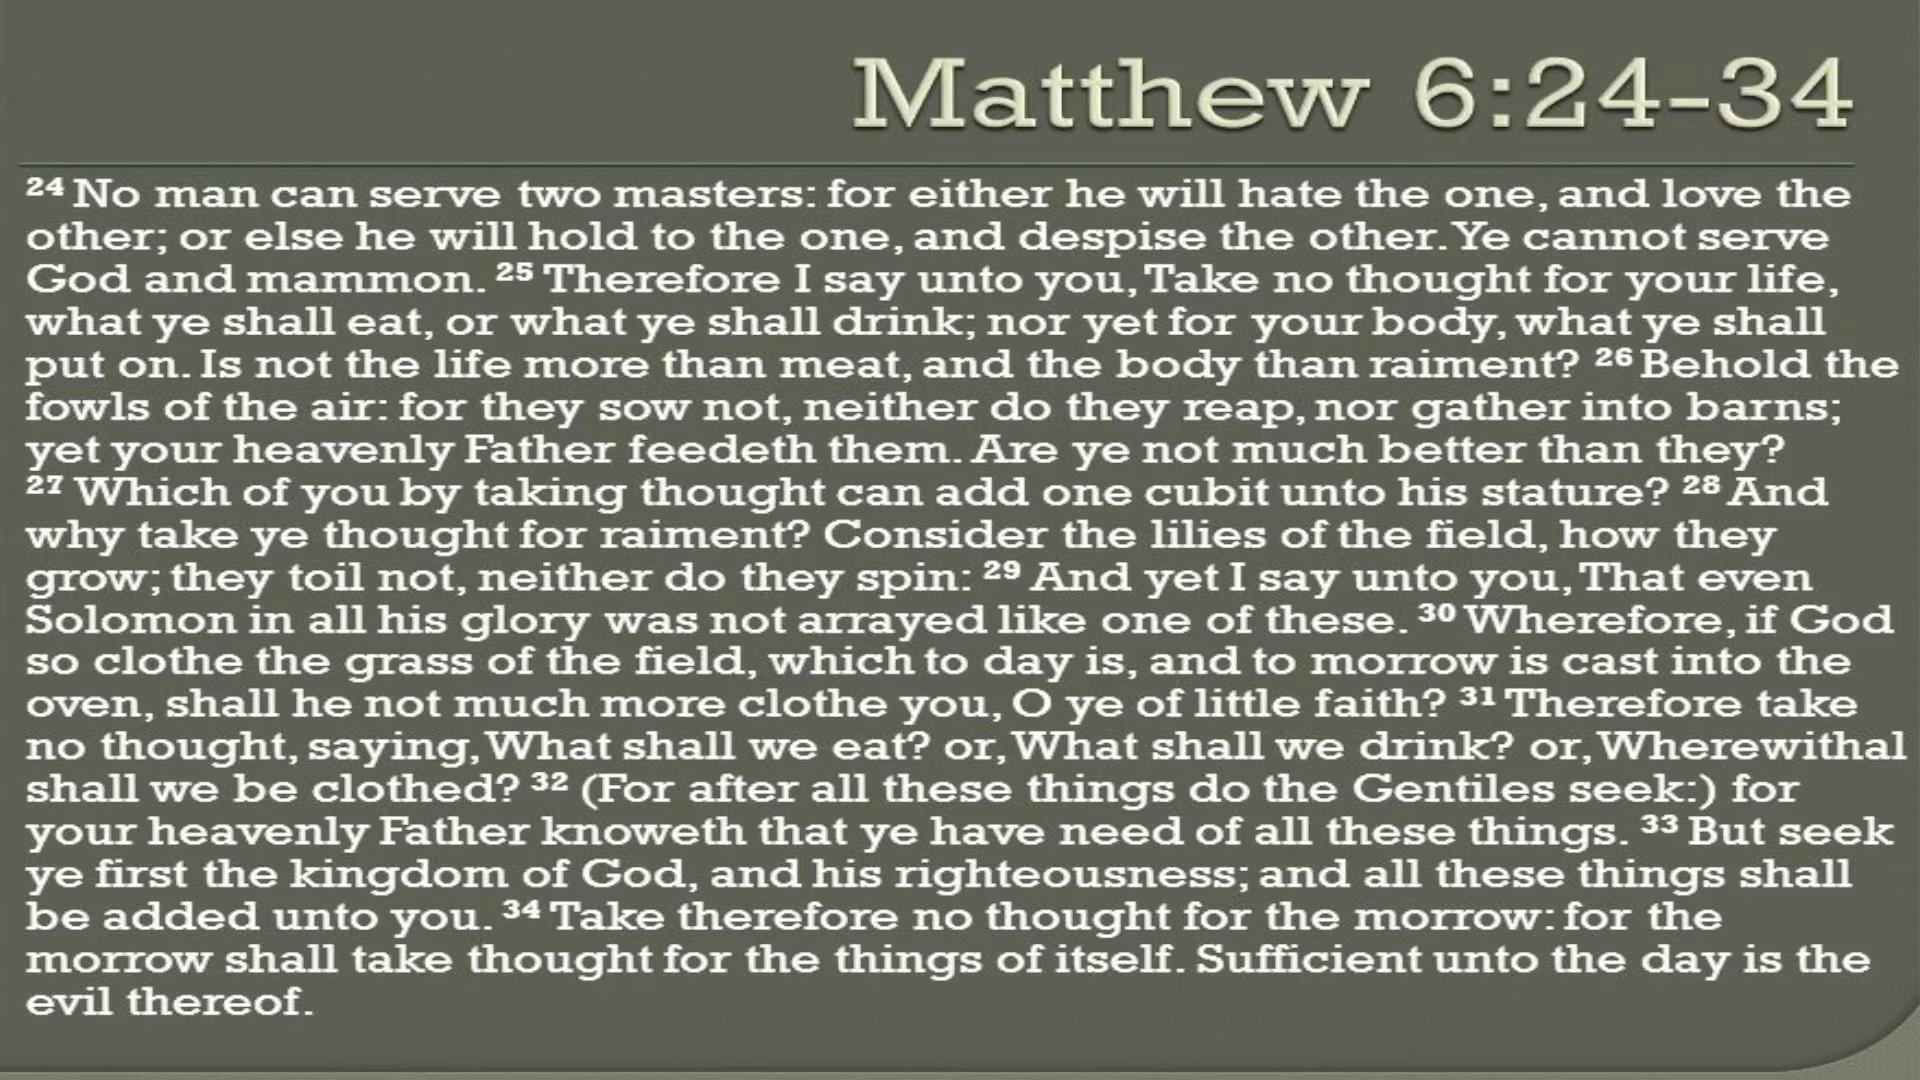 Matthew 6:24-34
24 No man can serve two masters: for either he will hate the one, and love the
other; or else he will hold to the one, and despise the other. Ye cannot serve
God and mammon. 25 Therefore I say unto you, Take no thought for your life,
what ye shall eat, or what ye shall drink; nor yet for your body, what ye shall
put on. Is not the life more than meat, and the body than raiment? 26 Behold the
fowls of the air: for they sow not, neither do they reap, nor gather into barns;
yet your heavenly Father feedeth them. Are ye not much better than they?
27 Which of you by taking thought can add one cubit unto his stature? 28 And
why take ye thought for raiment? Consider the lilies of the field, how they
grow; they toil not, neither do they spin: 29 And yet I say unto you, That even
Solomon in all his glory was not arrayed like one of these. 30 Wherefore, if God
so clothe the grass of the field, which to day is, and to morrow is cast into the
oven, shall he not much more clothe you, O ye of little faith? 31 Therefore take
no thought, saying, What shall we eat? or, What shall we drink? or, Wherewithal
shall we be clothed? 32 (For after all these things do the Gentiles seek:) for
your heavenly Father knoweth that ye have need of all these things. 33 But seek
ye first the kingdom of God, and his righteousness; and all these things shall
be added unto you. 34 Take therefore no thought for the morrow: for the
morrow shall take thought for the things of itself. Sufficient unto the day is the
evil thereof.